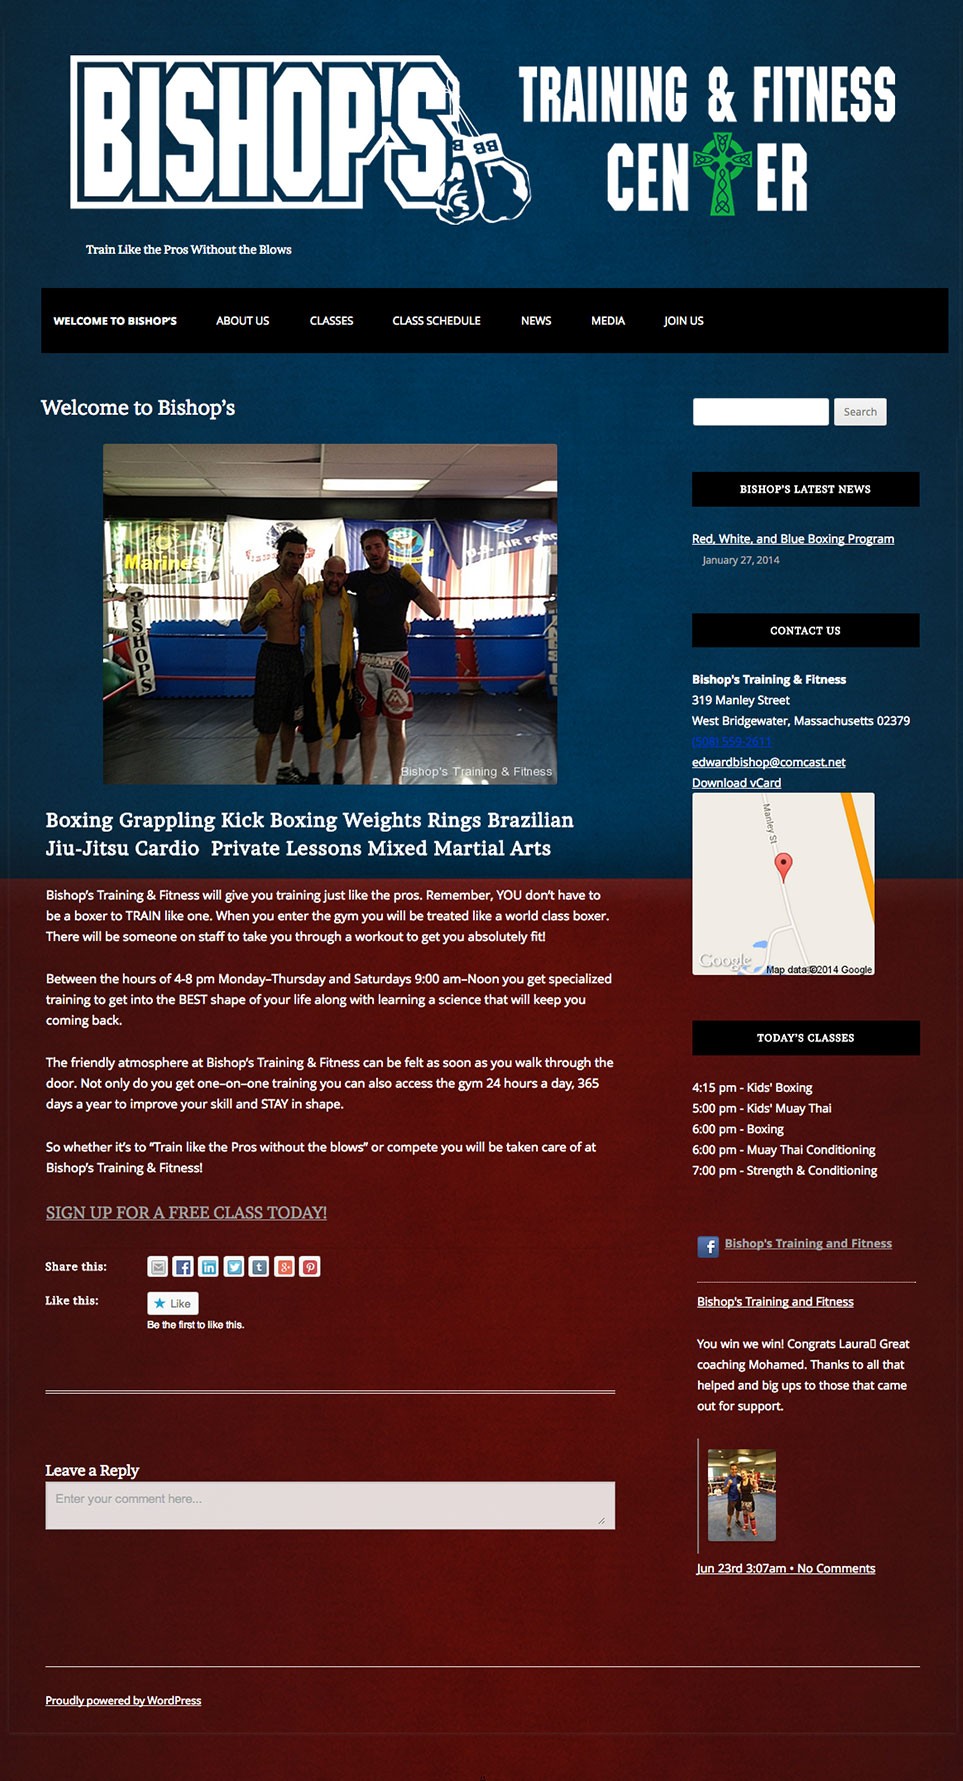 BISHOP'S
TRAINING & FITNESS
CENTER
BB
Train Like the Pros Without the Blows
WELCOME TO BISHOP'S
ABOUT US
CLASSES
CLASS SCHEDULE
NEWS
MEDIA
JOIN US
Welcome to Bishop's
Marines
U.S. AIR FORC
BISHOPS
Bishop's Training & Fitness
Boxing Grappling Kick Boxing Weights Rings Brazilian
Jiu-Jitsu Cardio Private Lessons Mixed Martial Arts
Bishop's Training & Fitness will give you training just like the pros. Remember, YOU don't have to
be a boxer to TRAIN like one. When you enter the gym you will be treated like a world class boxer.
There will be someone on staff to take you through a workout to get you absolutely fit!
Between the hours of 4-8 pm Monday–Thursday and Saturdays 9:00 am–Noon you get specialized
training to get into the BEST shape of your life along with learning a science that will keep you
coming back.
The friendly atmosphere at Bishop's Training & Fitness can be felt as soon as you walk through the
door. Not only do you get one–on–one training you can also access the gym 24 hours a day, 365
days a year to improve your skill and STAY in shape.
So whether it's to “Train like the Pros without the blows” or compete you will be taken care of at
Bishop's Training & Fitness!
SIGN UP FOR A FREE CLASS TODAY!
Share this:
Like this:
Like
Be the first to like this.
Leave a Reply
Enter your comment here...
Search
BISHOP'S LATEST NEWS
Red, White, and Blue Boxing Program
January 27, 2014
CONTACT US
Bishop's Training & Fitness
319 Manley Street
West Bridgewater, Massachusetts 02379
(508) 559-2611
edwardbishop@comcast.net
Download vCard
Manley St
Google
Map data ©2014 Google
TODAY'S CLASSES
4:15 pm - Kids' Boxing
5:00 pm - Kids' Muay Thai
6:00 pm - Boxing
6:00 pm - Muay Thai Conditioning
7:00 pm - Strength & Conditioning
Bishop's Training and Fitness
Bishop's Training and Fitness
You win we win! Congrats Laura Great
coaching Mohamed. Thanks to all that
helped and big ups to those that came
out for support.
Jun 23rd 3:07am • No Comments
Proudly powered by WordPress